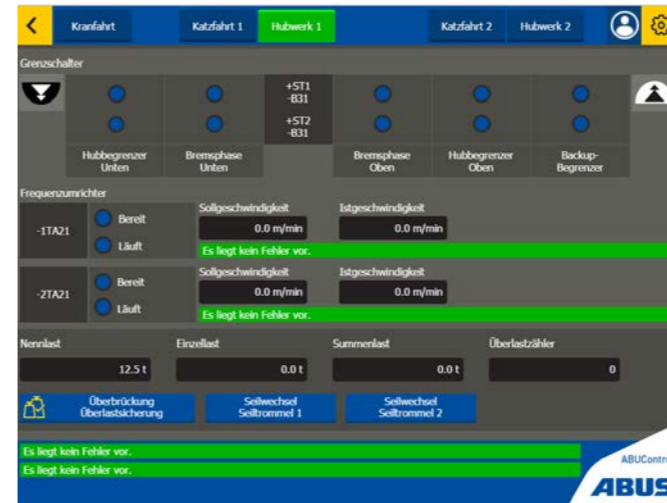 Kranfahrt Katzfahrt 1 Hubwerk 1 Katzfahrt 2 Hubwerk 2
Grenzschalter
+ST1
-B31
+ST2
-B31
Hubbegrenzer Unten
Bremsphase Unten
Bremsphase Oben
Hubbegrenzer Oben
Backup-Begrenzer
Frequenzumrichter
Sollgeschwindigkeit Istgeschwindigkeit
-1TA21
Bereit
0.0 m/min 0.0 m/min
Läuft
Es liegt kein Fehler vor.
Sollgeschwindigkeit Istgeschwindigkeit
-2TA21
Bereit
0.0 m/min 0.0 m/min
Läuft
Es liegt kein Fehler vor.
Nennlast Einzellast Summenlast Überlastzähler
12.5 t 0.0 t 0.0 t 0
Überbrückung Überlastsicherung
Seilwechsel Seiltrommel 1
Seilwechsel Seiltrommel 2
Es liegt kein Fehler vor.
Es liegt kein Fehler vor.
ABUContr
ABUS